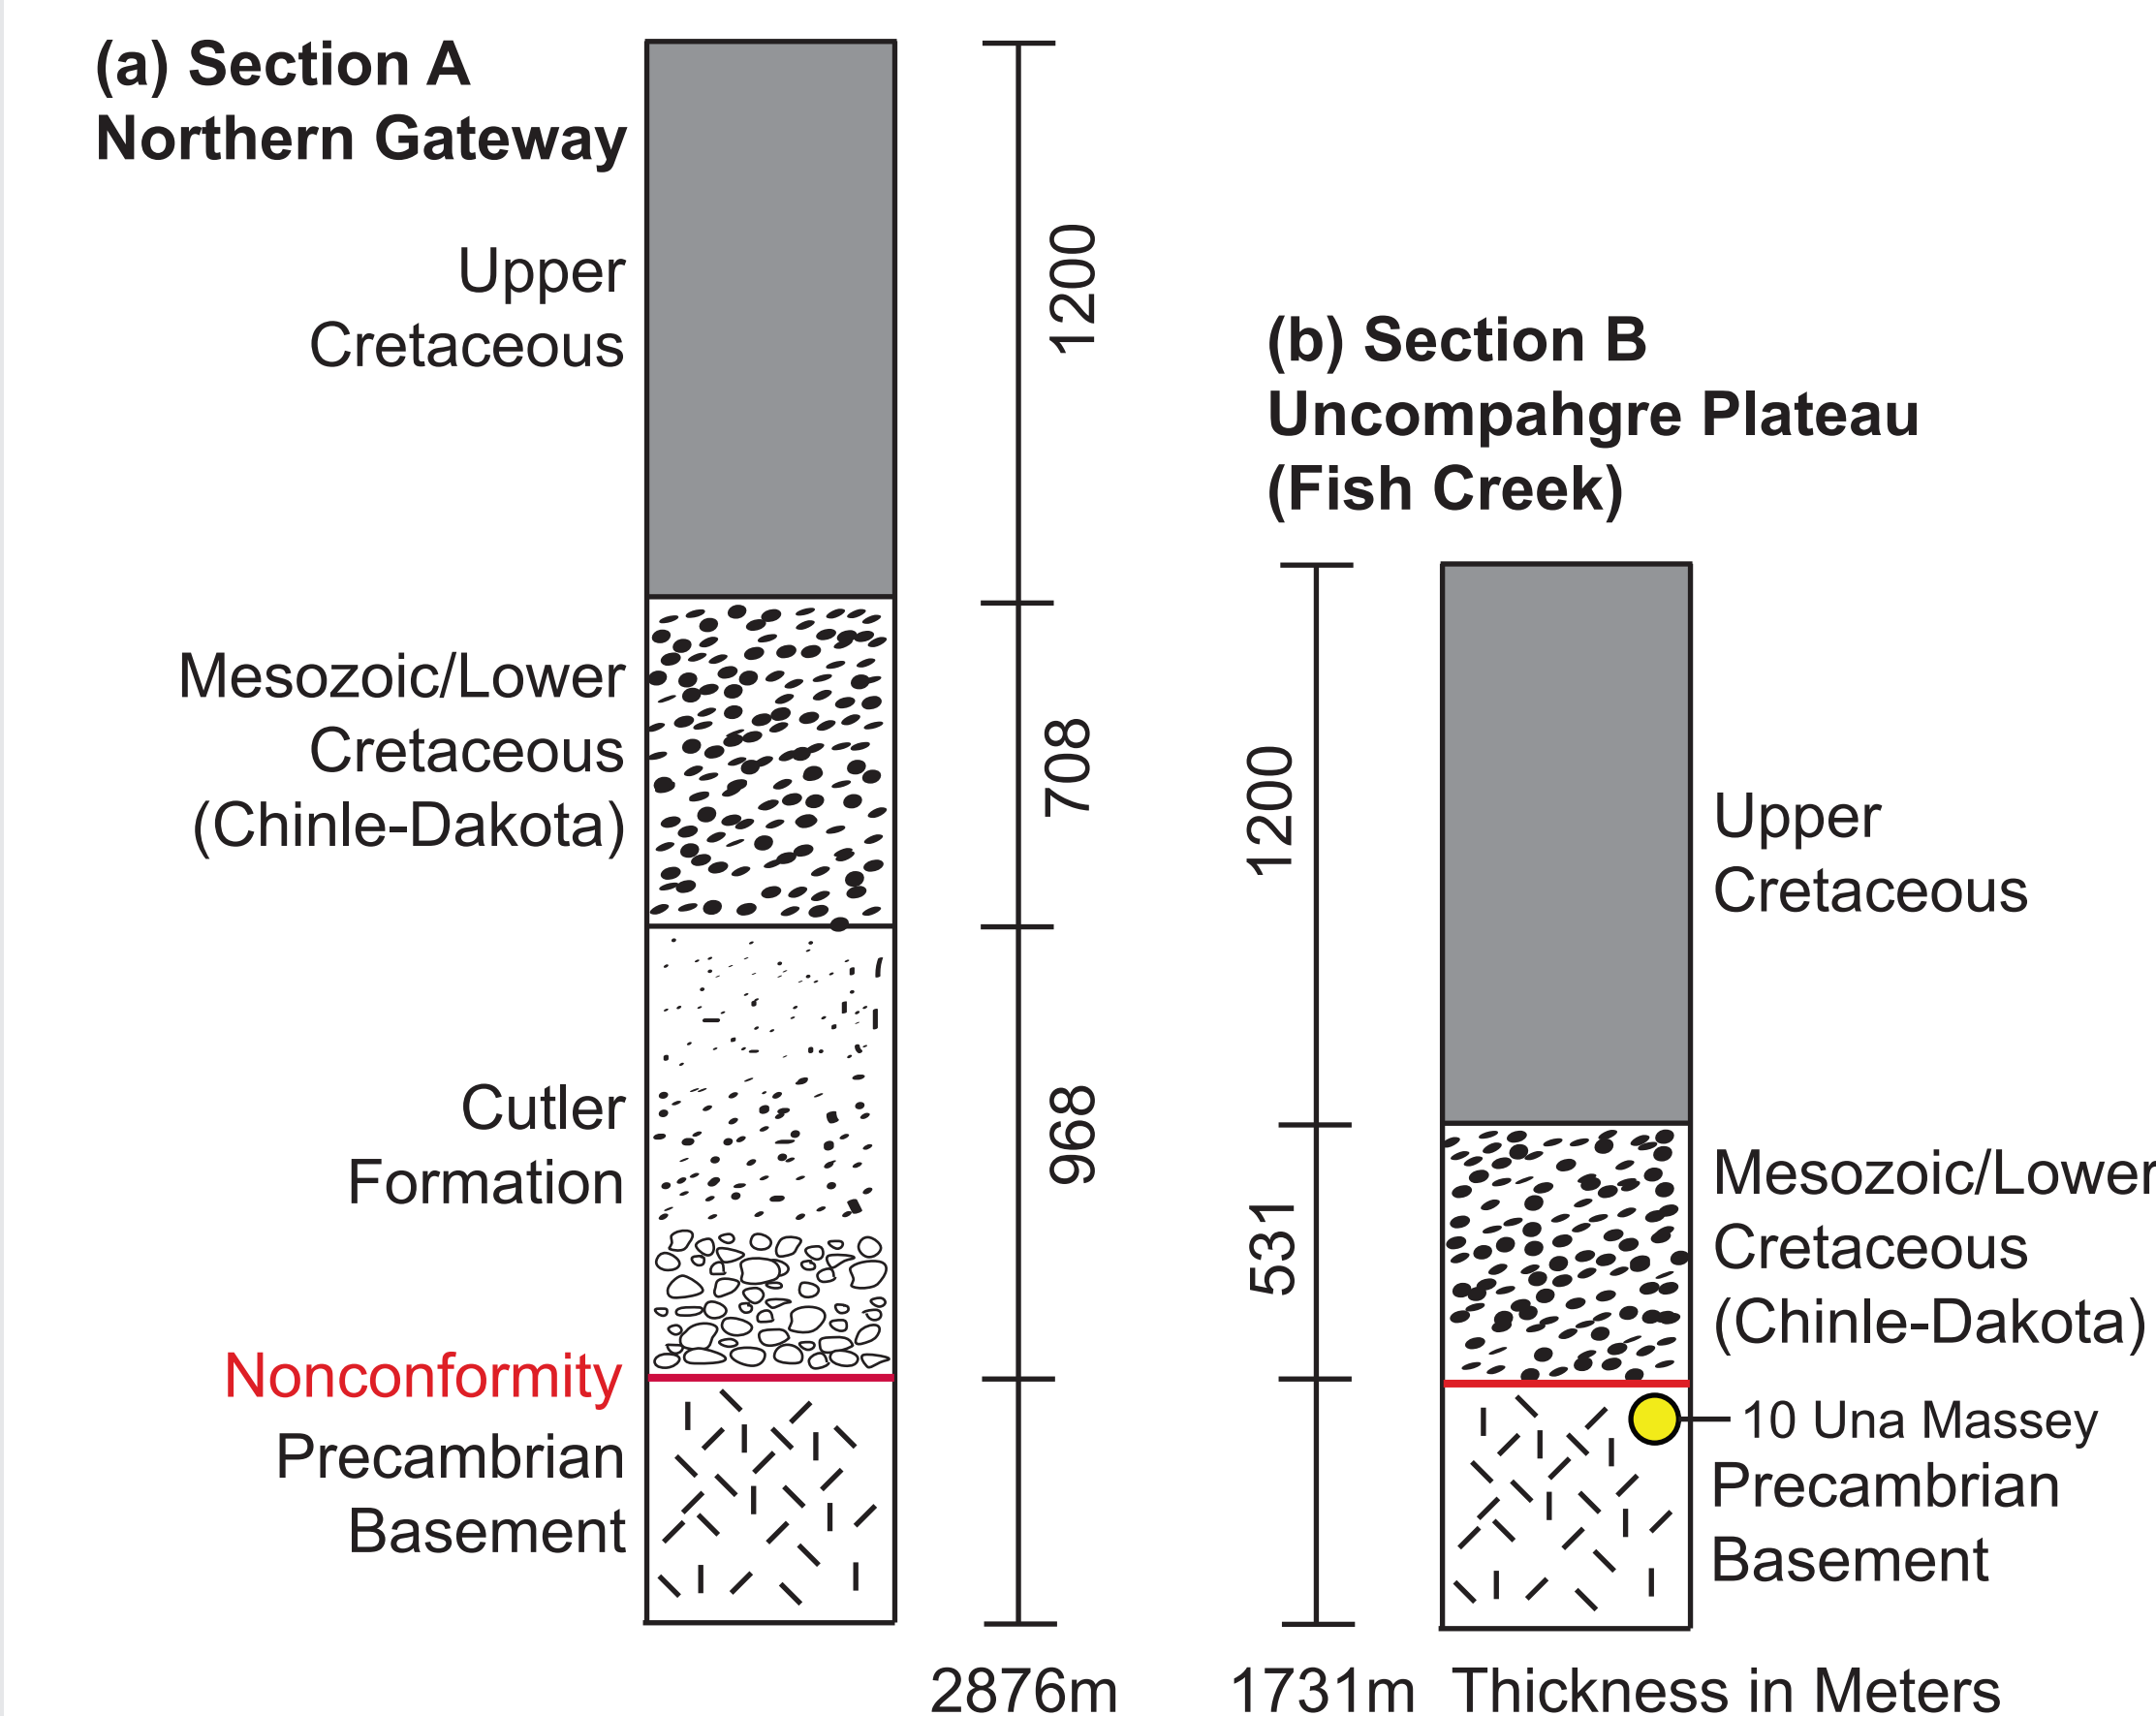 (a) Section A
Northern Gateway
Upper
Cretaceous
1200
Mesozoic/Lower
Cretaceous
(Chinle-Dakota)
708
Cutler
Formation
968
Nonconformity
Precambrian
Basement
2876m
(b) Section B
Uncompahgre Plateau
(Fish Creek)
1200
Upper
Cretaceous
531
Mesozoic/Lower
Cretaceous
(Chinle-Dakota)
10 Una Massey
Precambrian
Basement
1731m Thickness in Meters